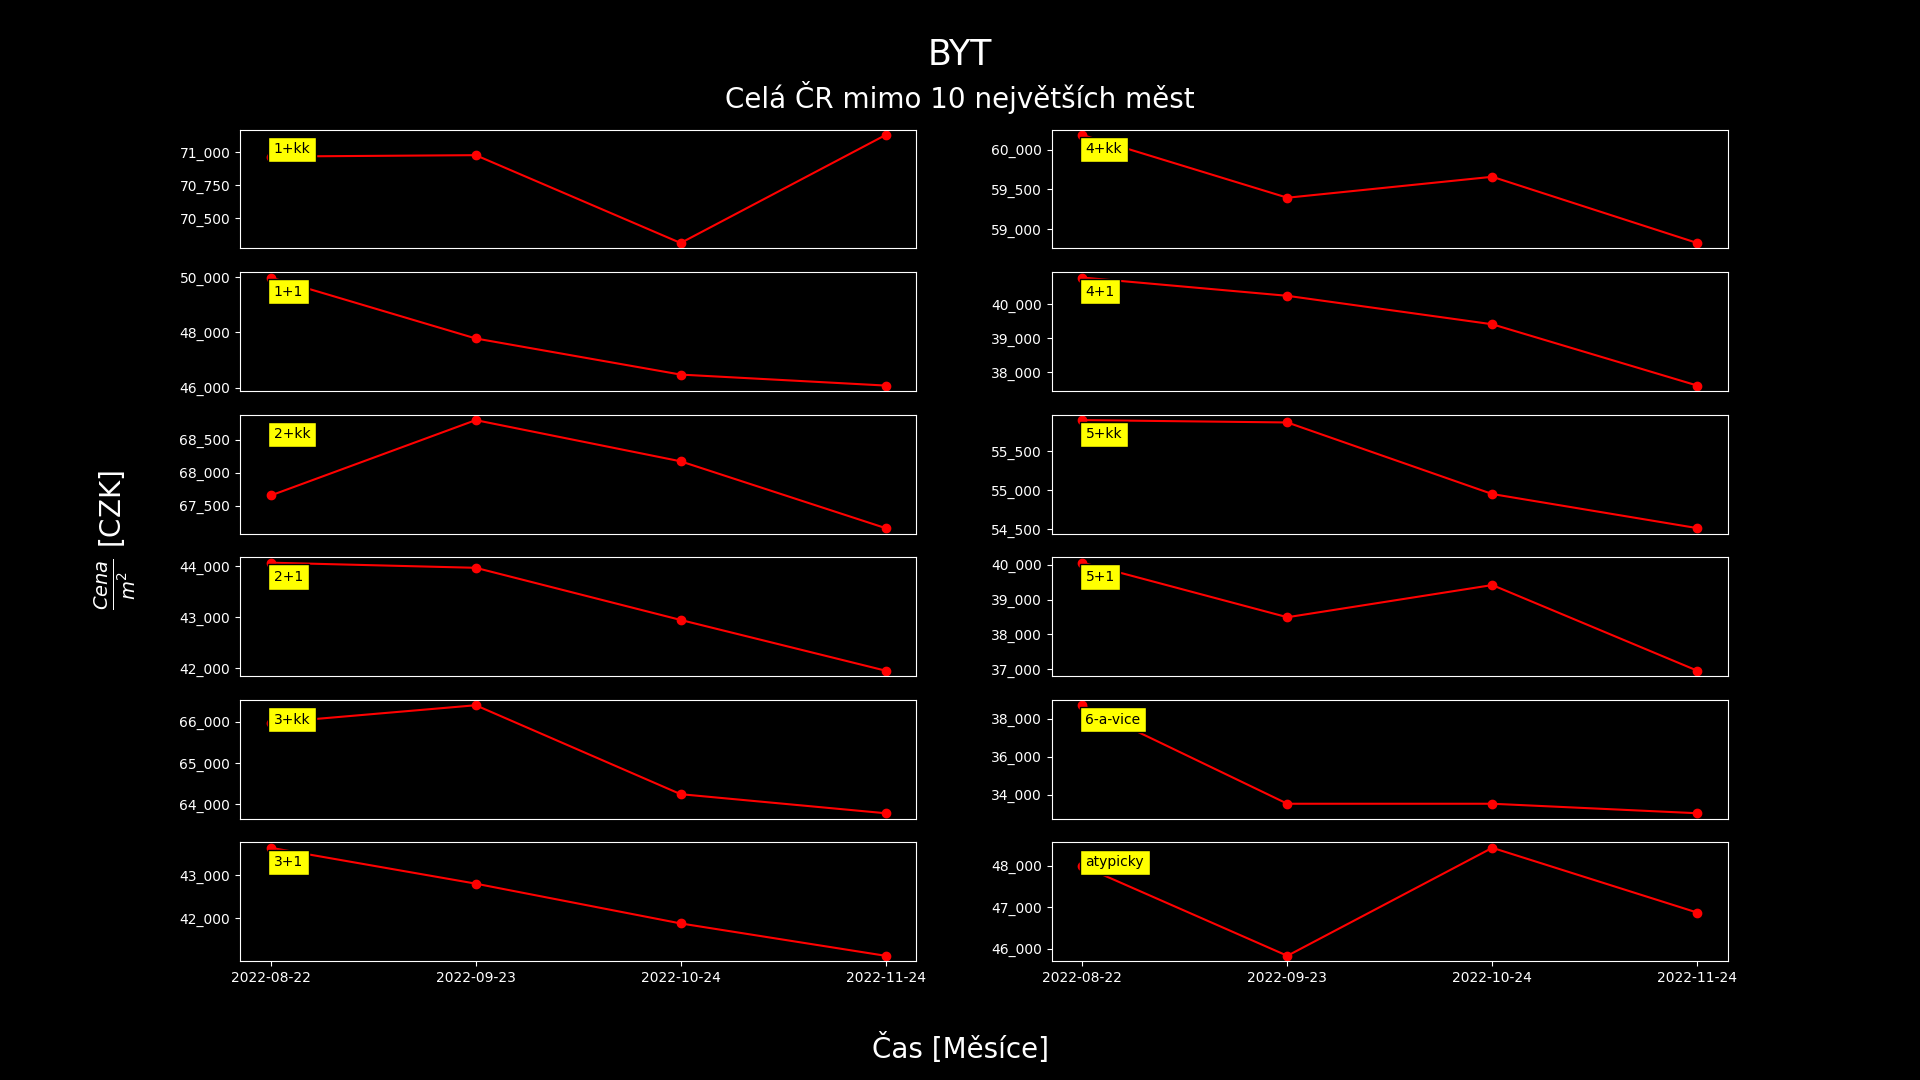 BYT
Celá ČR mimo 10 největších měst
Cena
m²
[CZK]
1+kk
71_000
70_750
70_500
1+1
50_000
48_000
46_000
2+kk
68_500
68_000
67_500
2+1
44_000
43_000
42_000
3+kk
66_000
65_000
64_000
3+1
43_000
42_000
2022-08-22 2022-09-23 2022-10-24 2022-11-24
4+kk
60_000
59_500
59_000
4+1
40_000
39_000
38_000
5+kk
55_500
55_000
54_500
5+1
40_000
39_000
38_000
37_000
6-a-vice
38_000
36_000
34_000
atypicky
48_000
47_000
46_000
2022-08-22 2022-09-23 2022-10-24 2022-11-24
Čas [Měsíce]